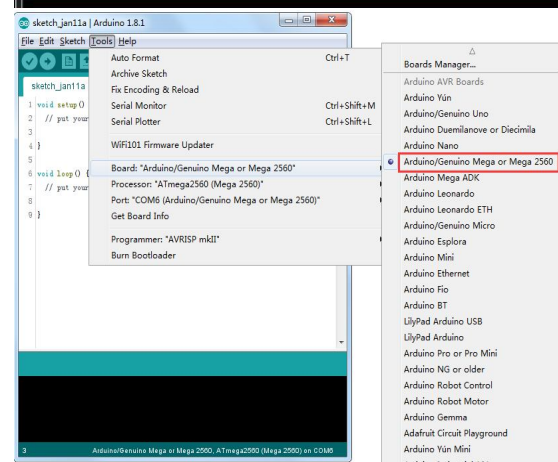 sketch_jan11a | Arduino 1.8.1
File Edit Sketch Tools Help
sketch_jan11a
1 void setup()
2 // put your
3
4 }
5
6 void loop() {
7 // put your
8
9 }
Auto Format Ctrl+T
Archive Sketch
Fix Encoding & Reload
Serial Monitor Ctrl+Shift+M
Serial Plotter Ctrl+Shift+L
WiFi101 Firmware Updater
Board: "Arduino/Genuino Mega or Mega 2560"
Processor: "ATmega2560 (Mega 2560)"
Port: "COM6 (Arduino/Genuino Mega or Mega 2560)"
Get Board Info
Programmer: "AVRISP mkII"
Burn Bootloader
Boards Manager...
Arduino AVR Boards
Arduino Yún
Arduino/Genuino Uno
Arduino Duemilanove or Diecimila
Arduino Nano
Arduino/Genuino Mega or Mega 2560
Arduino Mega ADK
Arduino Leonardo
Arduino Leonardo ETH
Arduino/Genuino Micro
Arduino Esplora
Arduino Mini
Arduino Ethernet
Arduino Fio
Arduino BT
LilyPad Arduino USB
LilyPad Arduino
Arduino Pro or Pro Mini
Arduino NG or older
Arduino Robot Control
Arduino Robot Motor
Arduino Gemma
Adafruit Circuit Playground
Arduino Yún Mini
3 Arduino/Genuino Mega or Mega 2560, ATmega2560 (Mega 2560) on COM6